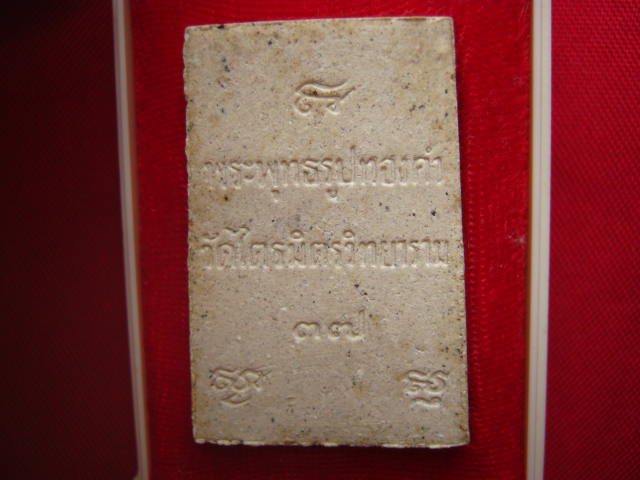 พระพุทธรูปทองคำ
วัดไตรมิตรวิทยาราม
๓๗